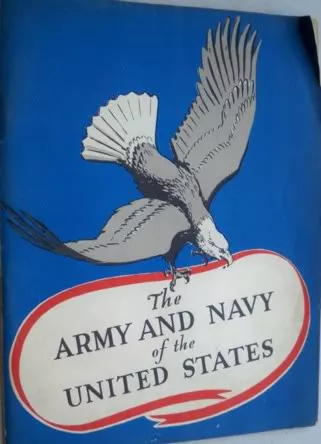 The
ARMY AND NAVY
of the
UNITED STATES